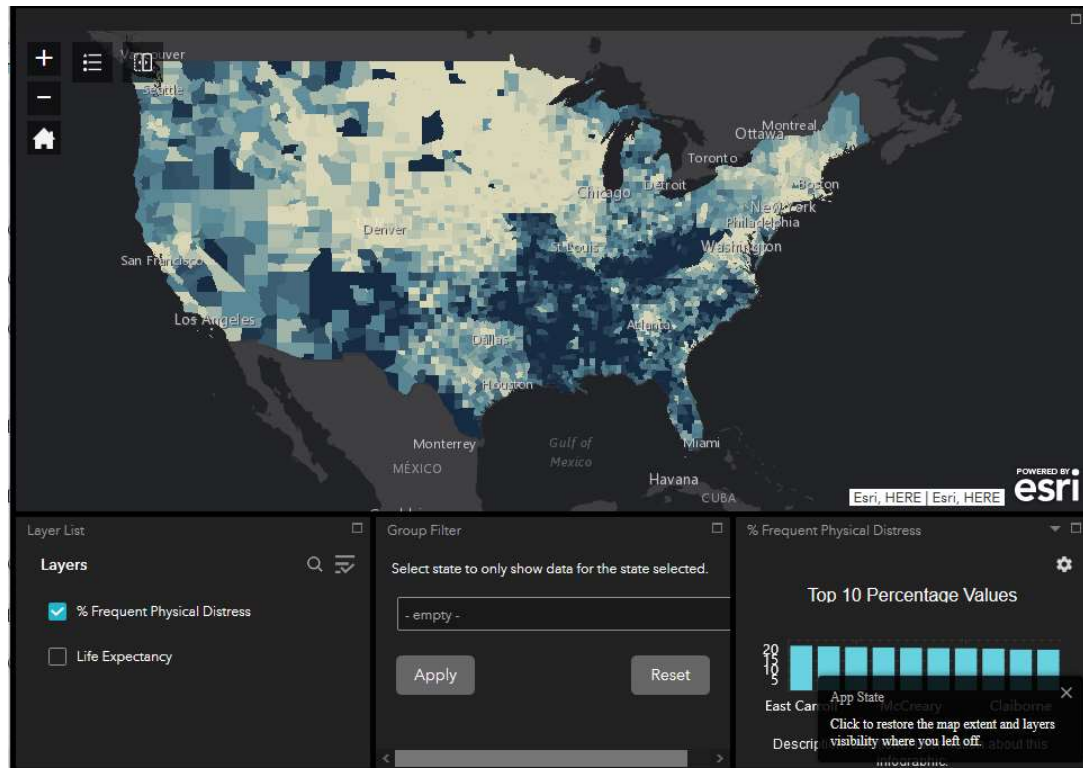 +
−
Vancouver
Seattle
Montreal
Ottawa
Toronto
Boston
Chicago
Detroit
New York
Philadelphia
Denver
St Louis
Washington
San Francisco
Los Angeles
Atlanta
Dallas
Houston
Monterrey
Gulf of
Mexico
Miami
MÉXICO
Havana
CUBA
POWERED BY
esri
Esri, HERE | Esri, HERE
Layer List
Layers
% Frequent Physical Distress
Life Expectancy
Group Filter
Select state to only show data for the state selected.
- empty -
Apply
Reset
% Frequent Physical Distress
Top 10 Percentage Values
20
15
10
5
East Carroll
McCreary
Claiborne
App State
Click to restore the map extent and layers
visibility where you left off.
about this
infographic.